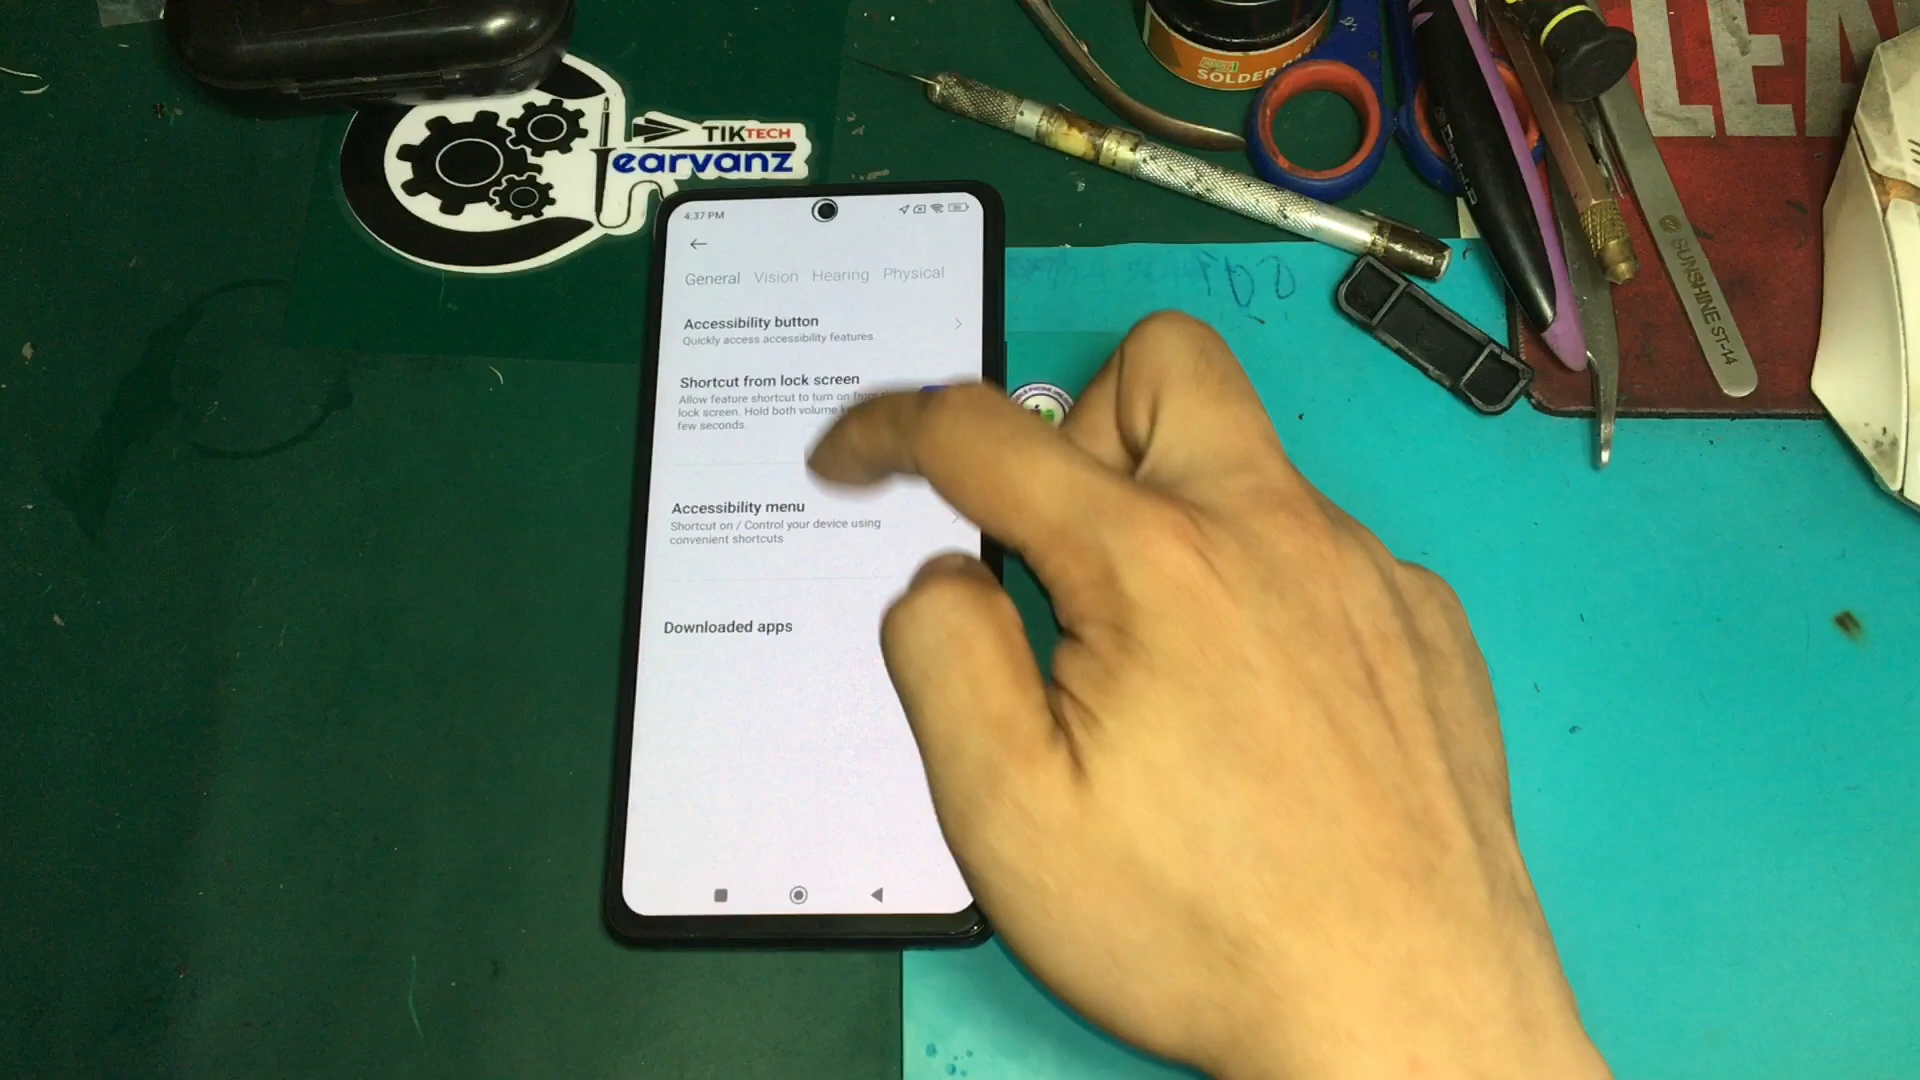 TIKTECH
earvanz
SOLDER
SUNSHINE ST-14
4:37 PM
General Vision Hearing Physical
Accessibility button
Quickly access accessibility features
Shortcut from lock screen
Allow feature shortcut to turn on from
lock screen. Hold both volume
few seconds.
Accessibility menu
Shortcut on / Control your device using
convenient shortcuts
Downloaded apps